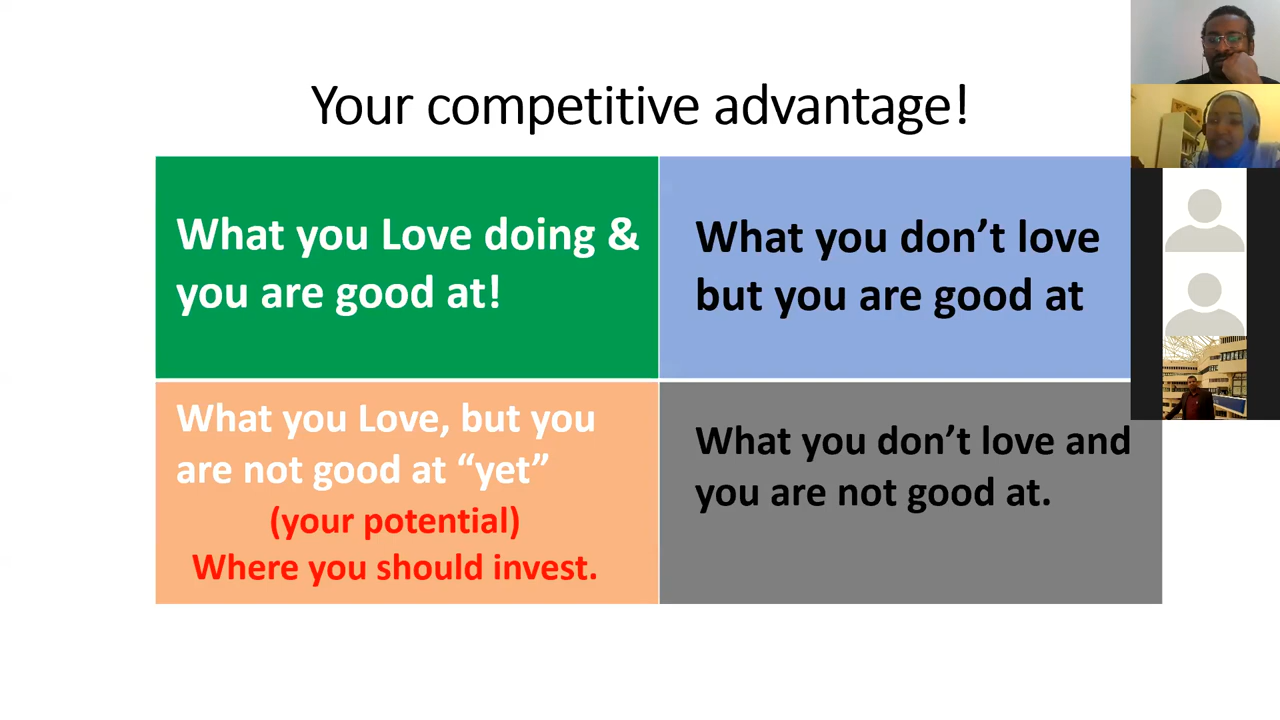 Your competitive advantage!
What you Love doing &
you are good at!
What you don’t love
but you are good at
What you Love, but you
are not good at “yet”
(your potential)
Where you should invest.
What you don’t love and
you are not good at.